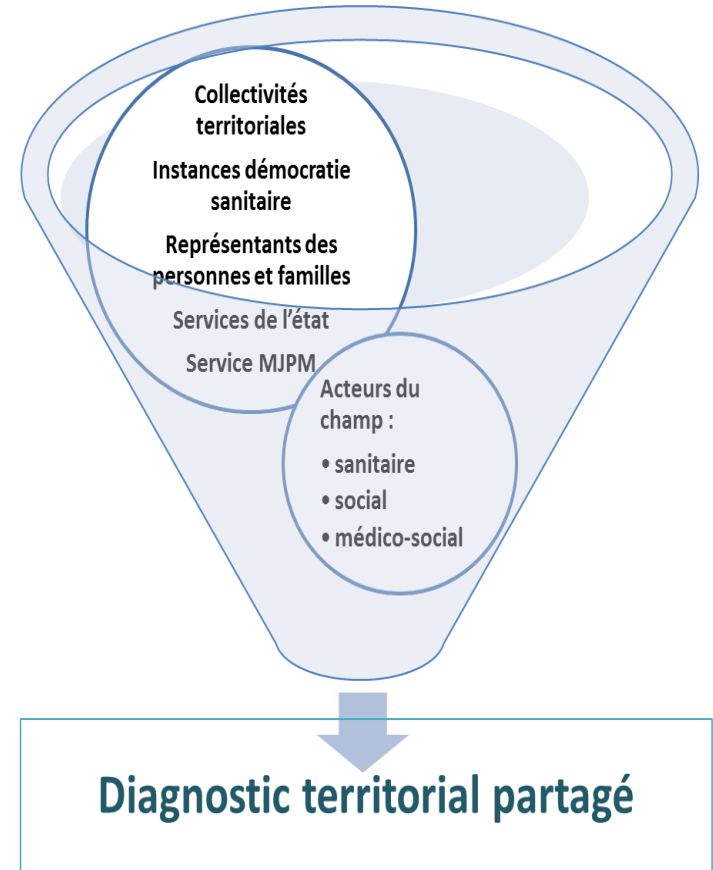 Collectivités
territoriales
Instances démocratie
sanitaire
Représentants des
personnes et familles
Services de l’état
Service MJPM
Acteurs du
champ :
• sanitaire
• social
• médico-social
Diagnostic territorial partagé